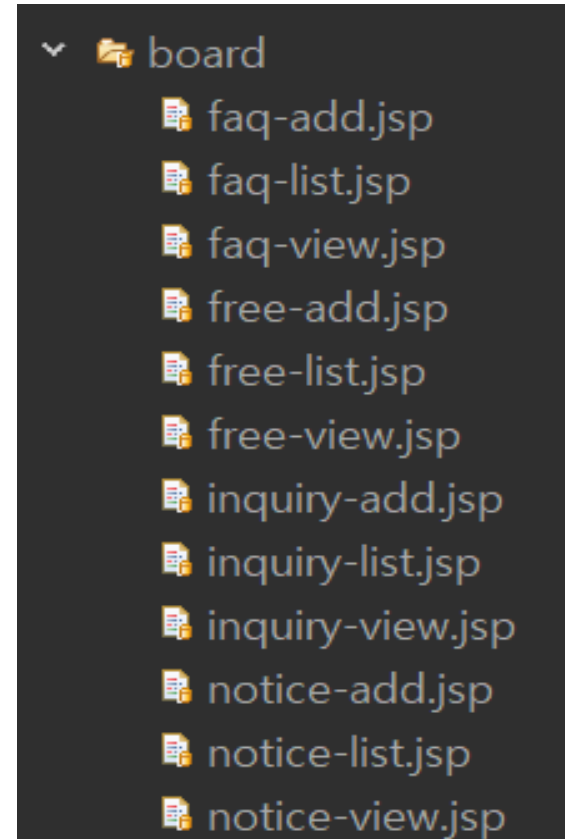 board
faq-add.jsp
faq-list.jsp
faq-view.jsp
free-add.jsp
free-list.jsp
free-view.jsp
inquiry-add.jsp
inquiry-list.jsp
inquiry-view.jsp
notice-add.jsp
notice-list.jsp
notice-view.jsp